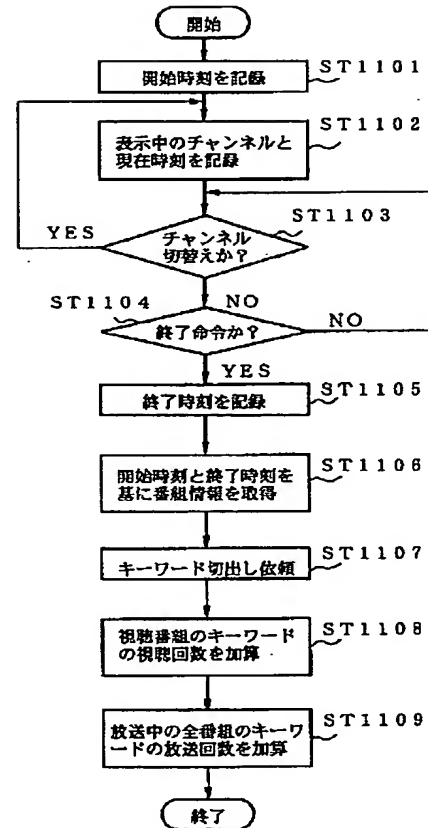 開始
開始時刻を記録
ST1101
表示中のチャンネルと
現在時刻を記録
ST1102
チャンネル
切替えか?
ST1103
YES
NO
終了命令か?
ST1104
NO
YES
終了時刻を記録
ST1105
開始時刻と終了時刻を
基に番組情報を取得
ST1106
キーワード切出し依頼
ST1107
視聴番組のキーワード
の視聴回数を加算
ST1108
放送中の全番組のキーワ
ードの放送回数を加算
ST1109
終了